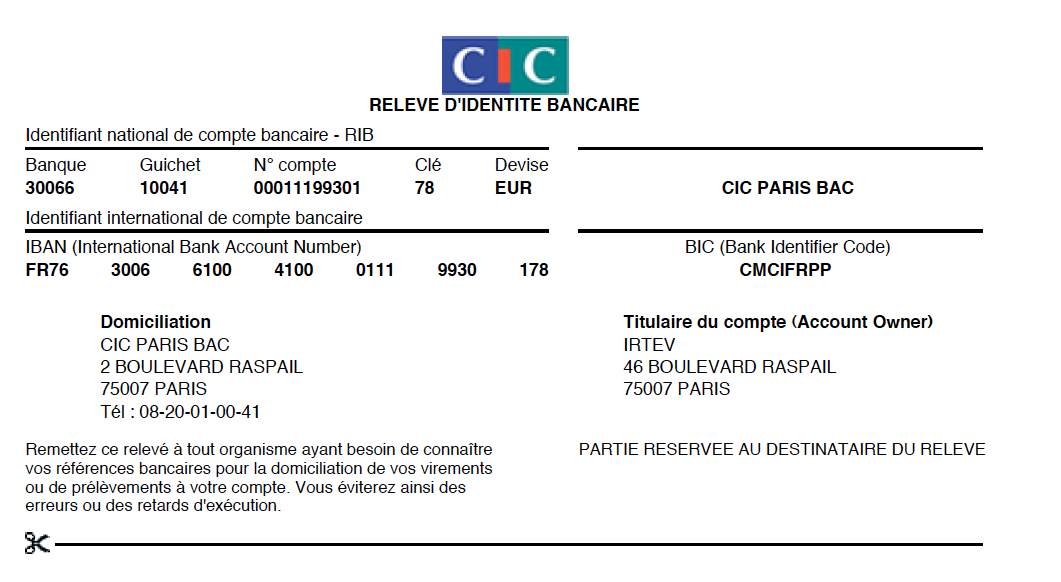 CIC
RELEVE D'IDENTITE BANCAIRE
Identifiant national de compte bancaire - RIB
Banque Guichet N° compte Clé Devise
30066 10041 00011199301 78 EUR
CIC PARIS BAC
Identifiant international de compte bancaire
IBAN (International Bank Account Number)
FR76 3006 6100 4100 0111 9930 178
BIC (Bank Identifier Code)
CMCIFRPP
Domiciliation
CIC PARIS BAC
2 BOULEVARD RASPAIL
75007 PARIS
Tél : 08-20-01-00-41
Titulaire du compte (Account Owner)
IRTEV
46 BOULEVARD RASPAIL
75007 PARIS
Remettez ce relevé à tout organisme ayant besoin de connaître
vos références bancaires pour la domiciliation de vos virements
ou de prélèvements à votre compte. Vous éviterez ainsi des
erreurs ou des retards d'exécution.
PARTIE RESERVEE AU DESTINATAIRE DU RELEVE